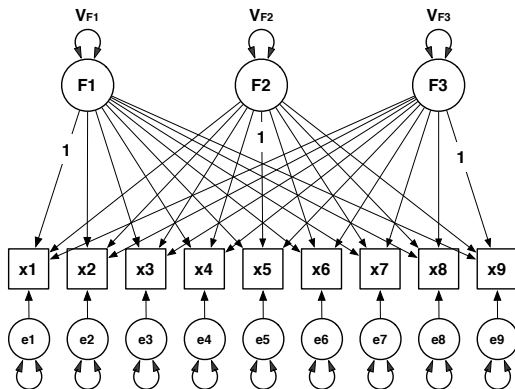 VF1 VF2 VF3
F1 F2 F3
1 1 1
x1 x2 x3 x4 x5 x6 x7 x8 x9
e1 e2 e3 e4 e5 e6 e7 e8 e9